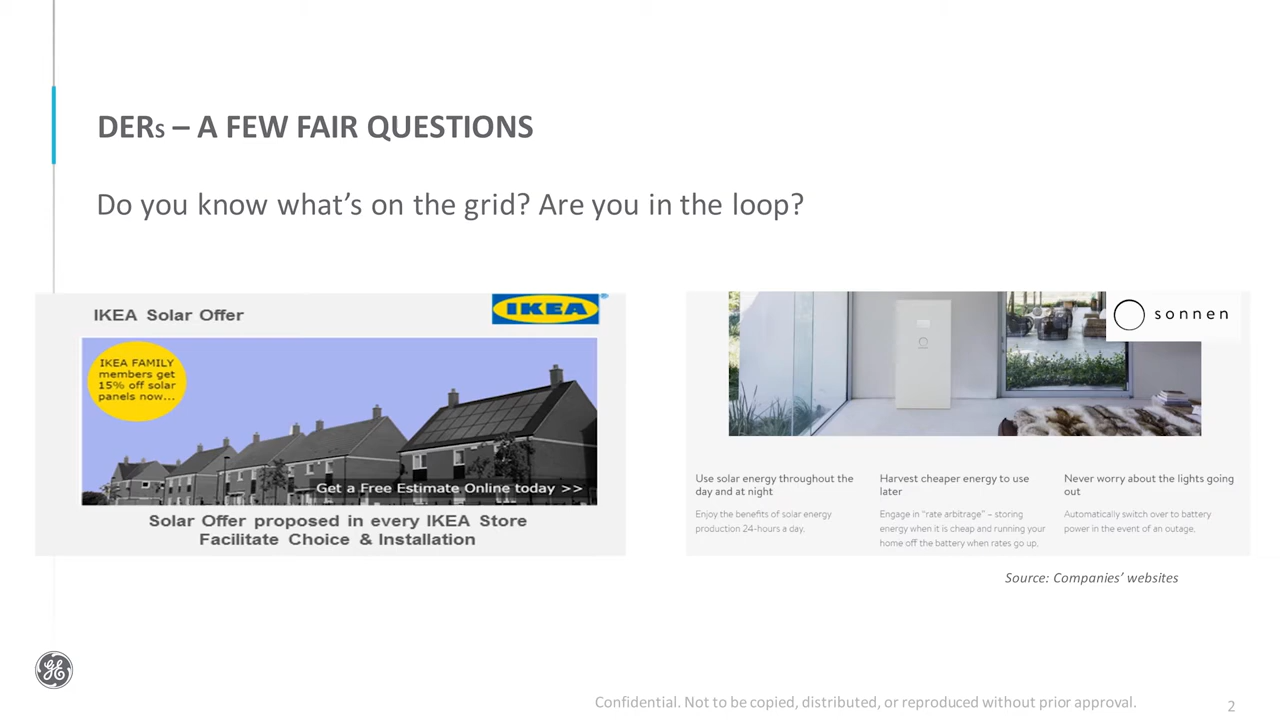 DERs – A FEW FAIR QUESTIONS
Do you know what’s on the grid? Are you in the loop?
IKEA Solar Offer
IKEA
®
IKEA FAMILY
members get
15% off solar
panels now...
Get a Free Estimate Online today >>
Solar Offer proposed in every IKEA Store
Facilitate Choice & Installation
sonnen
Use solar energy throughout the
day and at night
Enjoy the benefits of solar energy
production 24-hours a day.
Harvest cheaper energy to use
later
Engage in “rate arbitrage” – storing
energy when it is cheap and running your
home off the battery when rates go up.
Never worry about the lights going
out
Automatically switch over to battery
power in the event of an outage.
Source: Companies’ websites
GE
Confidential. Not to be copied, distributed, or reproduced without prior approval.
2